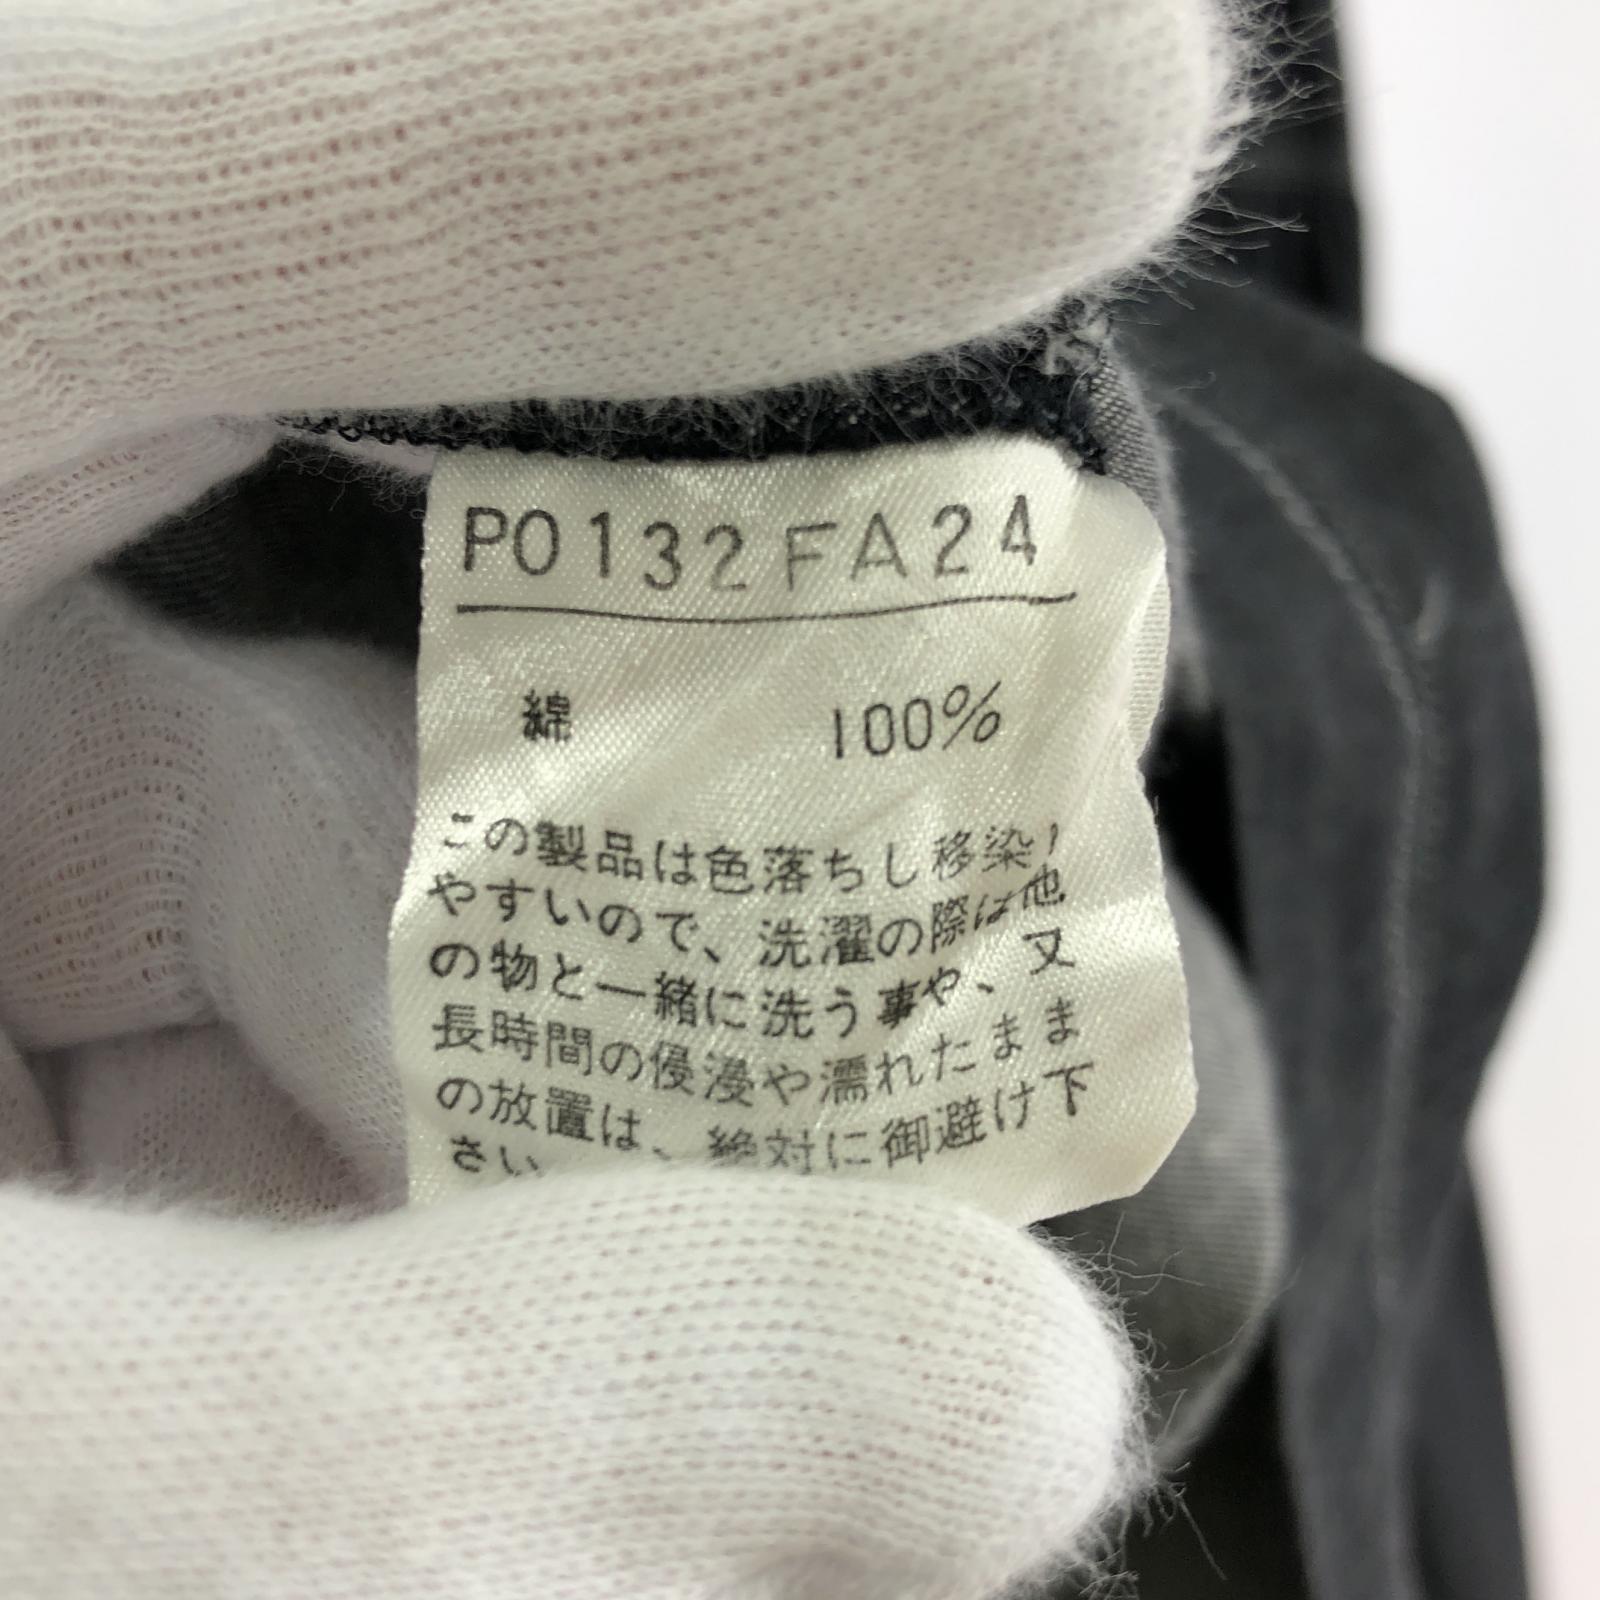 PO132FA24
綿 100%
この製品は色落ちし移染し
やすいので、洗濯の際は他
の物と一緒に洗う事や、又
長時間の侵浸や濡れたまま
の放置は、絶対に御避け下
さい